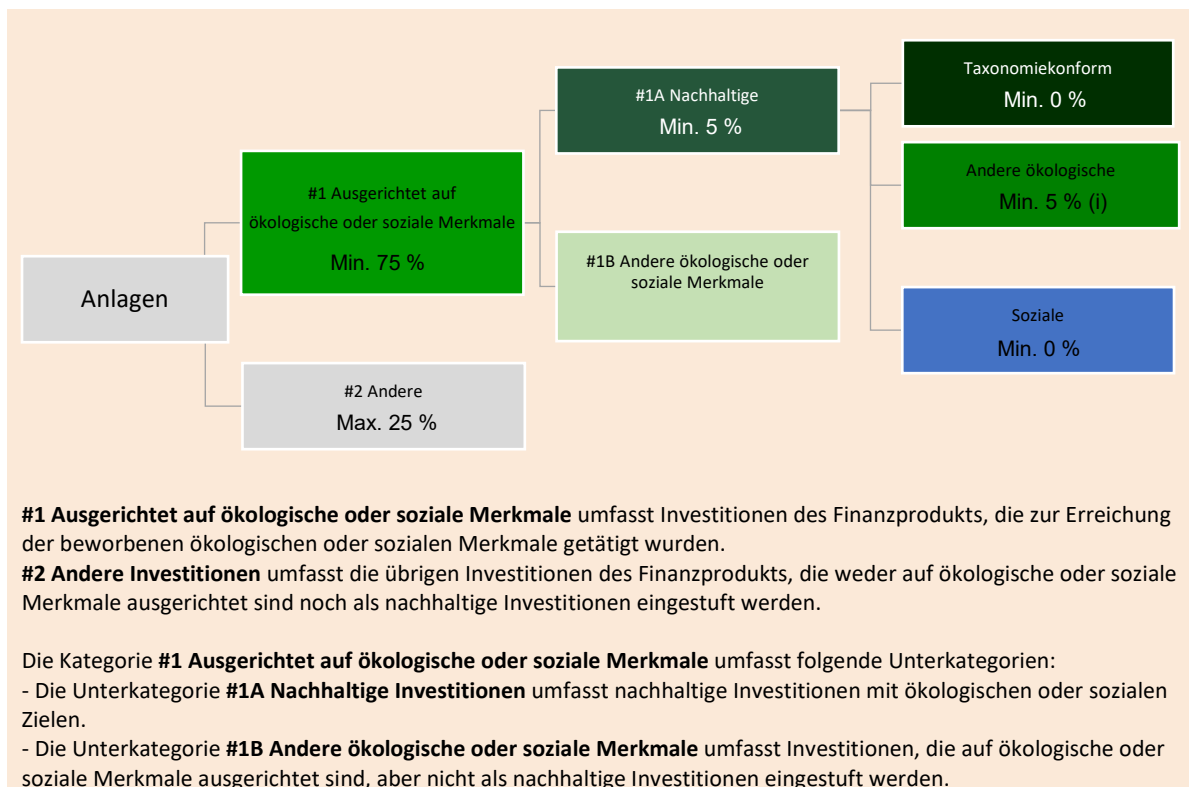 Anlagen
#1 Ausgerichtet auf
ökologische oder soziale Merkmale
Min. 75 %
#2 Andere
Max. 25 %
#1A Nachhaltige
Min. 5 %
#1B Andere ökologische oder
soziale Merkmale
Taxonomiekonform
Min. 0 %
Andere ökologische
Min. 5 % (i)
Soziale
Min. 0 %
#1 Ausgerichtet auf ökologische oder soziale Merkmale umfasst Investitionen des Finanzprodukts, die zur Erreichung
der beworbenen ökologischen oder sozialen Merkmale getätigt wurden.
#2 Andere Investitionen umfasst die übrigen Investitionen des Finanzprodukts, die weder auf ökologische oder soziale
Merkmale ausgerichtet sind noch als nachhaltige Investitionen eingestuft werden.
Die Kategorie #1 Ausgerichtet auf ökologische oder soziale Merkmale umfasst folgende Unterkategorien:
- Die Unterkategorie #1A Nachhaltige Investitionen umfasst nachhaltige Investitionen mit ökologischen oder sozialen
Zielen.
- Die Unterkategorie #1B Andere ökologische oder soziale Merkmale umfasst Investitionen, die auf ökologische oder
soziale Merkmale ausgerichtet sind, aber nicht als nachhaltige Investitionen eingestuft werden.